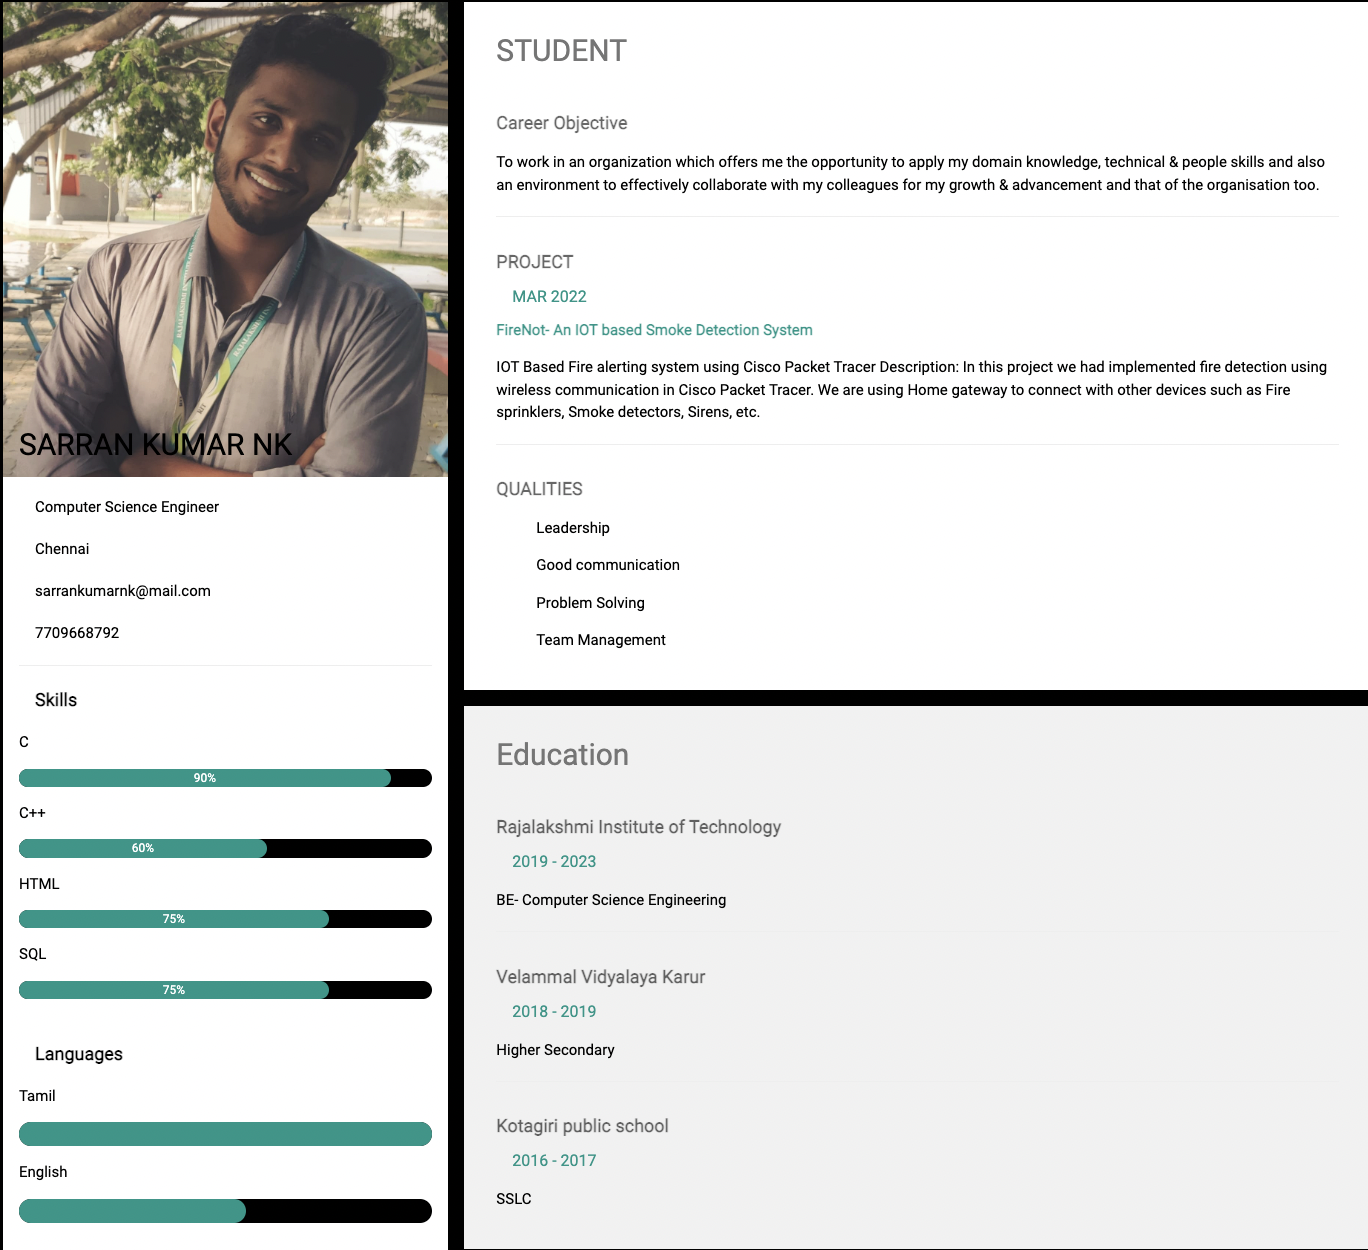 SARRAN KUMAR NK
Computer Science Engineer
Chennai
sarrankumarnk@mail.com
7709668792
Skills
C
90%
C++
60%
HTML
75%
SQL
75%
Languages
Tamil
English
STUDENT
Career Objective
To work in an organization which offers me the opportunity to apply my domain knowledge, technical & people skills and also
an environment to effectively collaborate with my colleagues for my growth & advancement and that of the organisation too.
PROJECT
MAR 2022
FireNot- An IOT based Smoke Detection System
IOT Based Fire alerting system using Cisco Packet Tracer Description: In this project we had implemented fire detection using
wireless communication in Cisco Packet Tracer. We are using Home gateway to connect with other devices such as Fire
sprinklers, Smoke detectors, Sirens, etc.
QUALITIES
Leadership
Good communication
Problem Solving
Team Management
Education
Rajalakshmi Institute of Technology
2019 - 2023
BE- Computer Science Engineering
Velammal Vidyalaya Karur
2018 - 2019
Higher Secondary
Kotagiri public school
2016 - 2017
SSLC